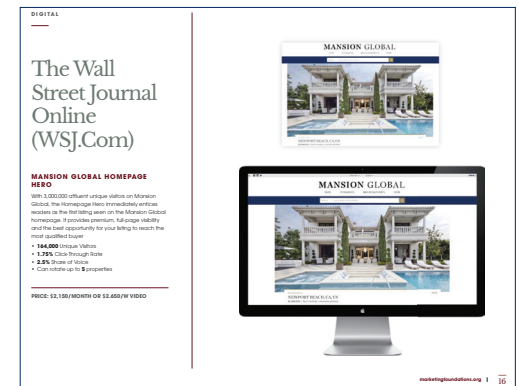 DIGITAL
The Wall
Street Journal
Online
(WSJ.Com)
MANSION GLOBAL HOMEPAGE
HERO
With 3,000,000 affluent unique visitors on Mansion
Global, the Homepage Hero immediately entices
readers as the first listing seen on the Mansion Global
homepage. It provides premium, full-page visibility
and the best opportunity for your listing to reach the
most qualified buyer
• 164,000 Unique Visitors
• 1.75% Click-Through Rate
• 2.5% Share of Voice
• Can rotate up to 5 properties
PRICE: $2,150/MONTH OR $2,650/W VIDEO
MANSION GLOBAL
NEWPORT BEACH, CA, US
MANSION GLOBAL
NEWPORT BEACH, CA, US
marketingfoundations.org | 16